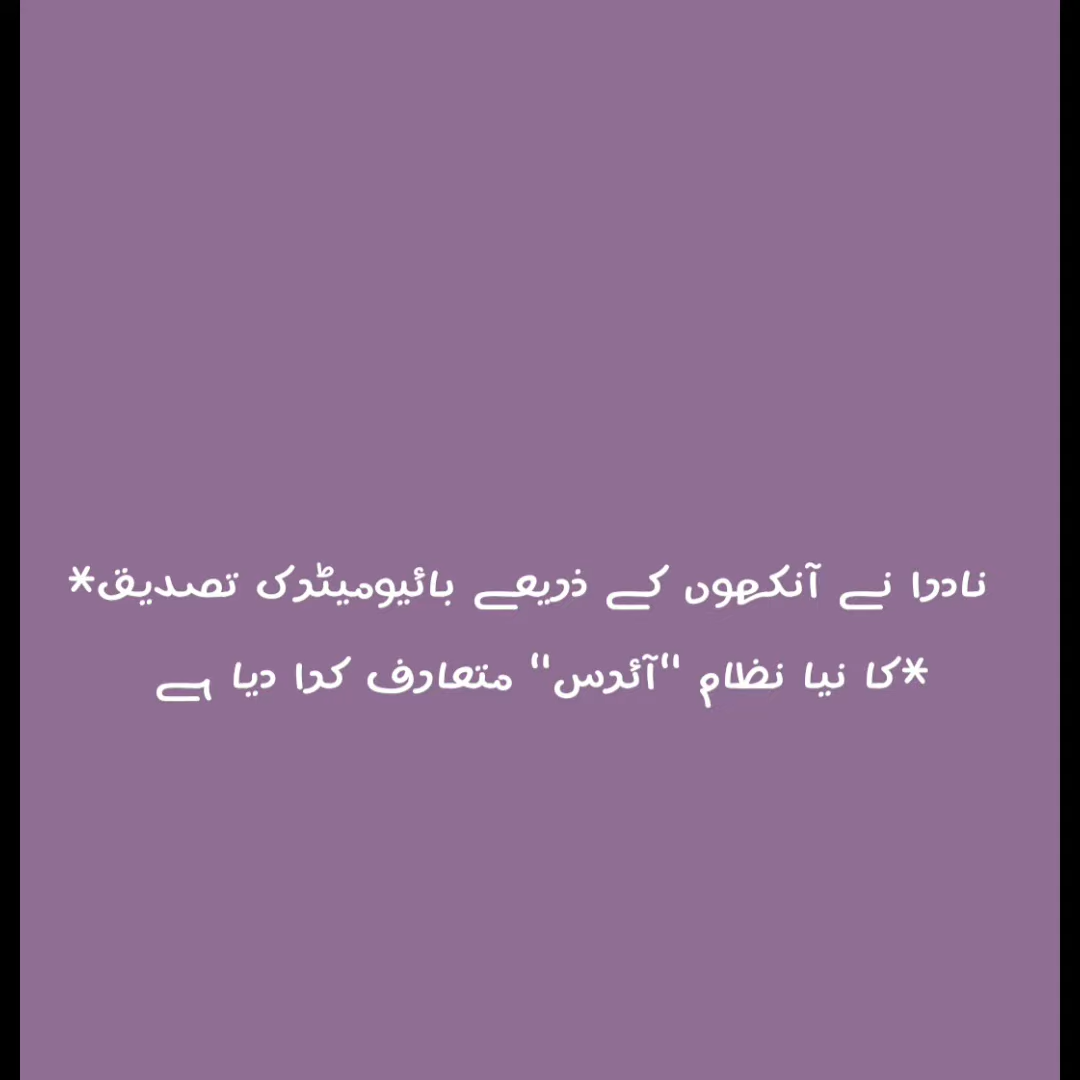 نادرا نے آنکھوں کے ذریعے بائیومیٹرک تصدیق*
*کا نیا نظام "آئرس" متعارف کرا دیا ہے